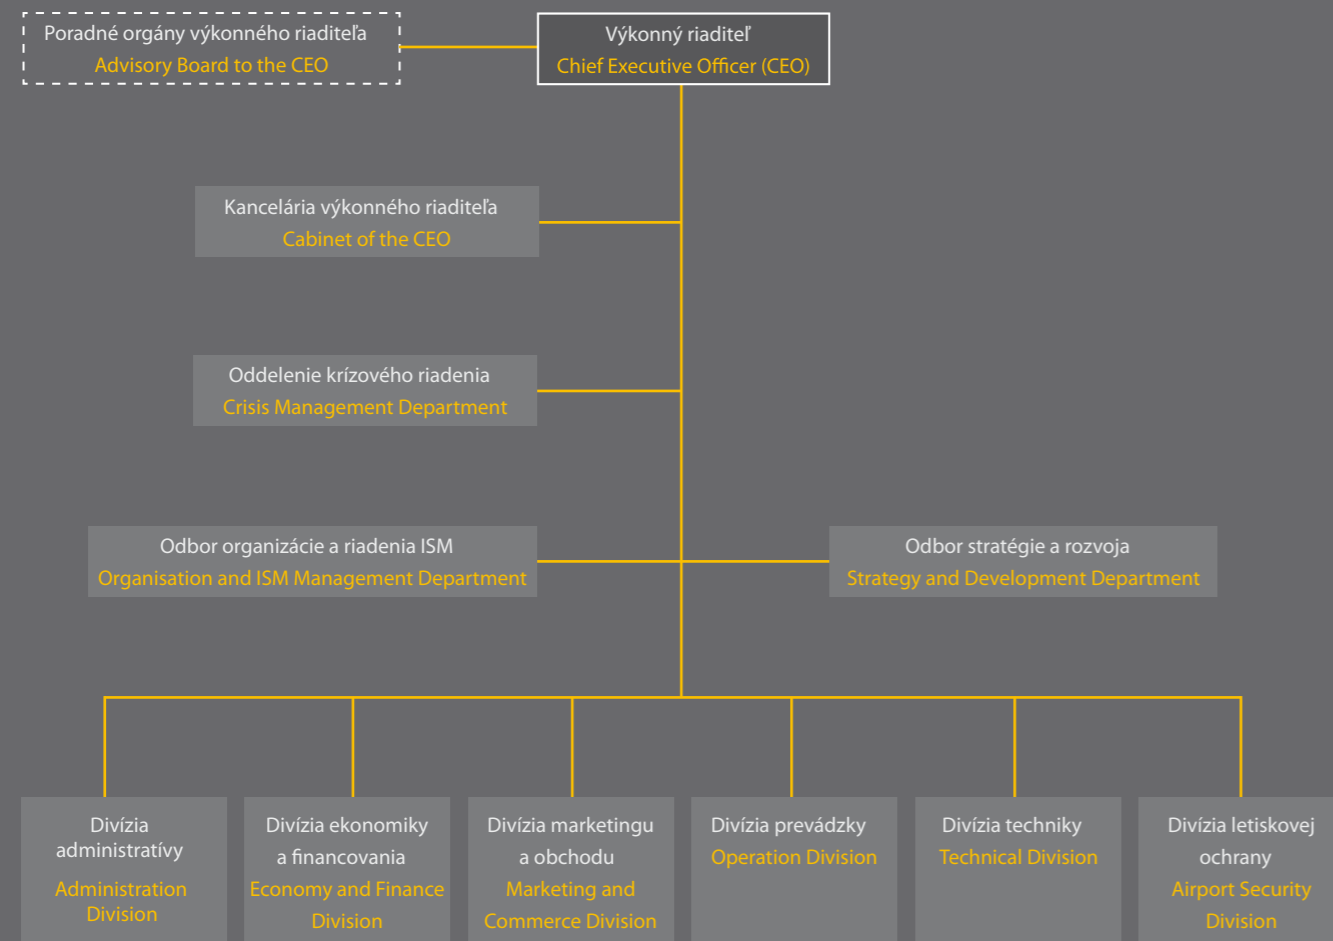 Poradné orgány výkonného riaditeľa
Advisory Board to the CEO
Výkonný riaditeľ
Chief Executive Officer (CEO)
Kancelária výkonného riaditeľa
Cabinet of the CEO
Oddelenie krízového riadenia
Crisis Management Department
Odbor organizácie a riadenia ISM
Organisation and ISM Management Department
Odbor stratégie a rozvoja
Strategy and Development Department
Divízia
administratívy
Administration
Division
Divízia ekonomiky
a financovania
Economy and Finance
Division
Divízia marketingu
a obchodu
Marketing and
Commerce Division
Divízia prevádzky
Operation Division
Divízia techniky
Technical Division
Divízia letiskovej
ochrany
Airport Security
Division